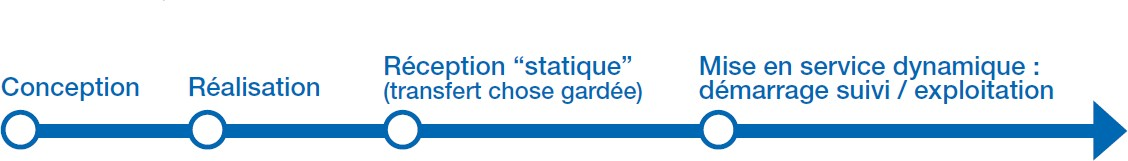 Conception
Réalisation
Réception “statique”
(transfert chose gardée)
Mise en service dynamique :
démarrage suivi / exploitation